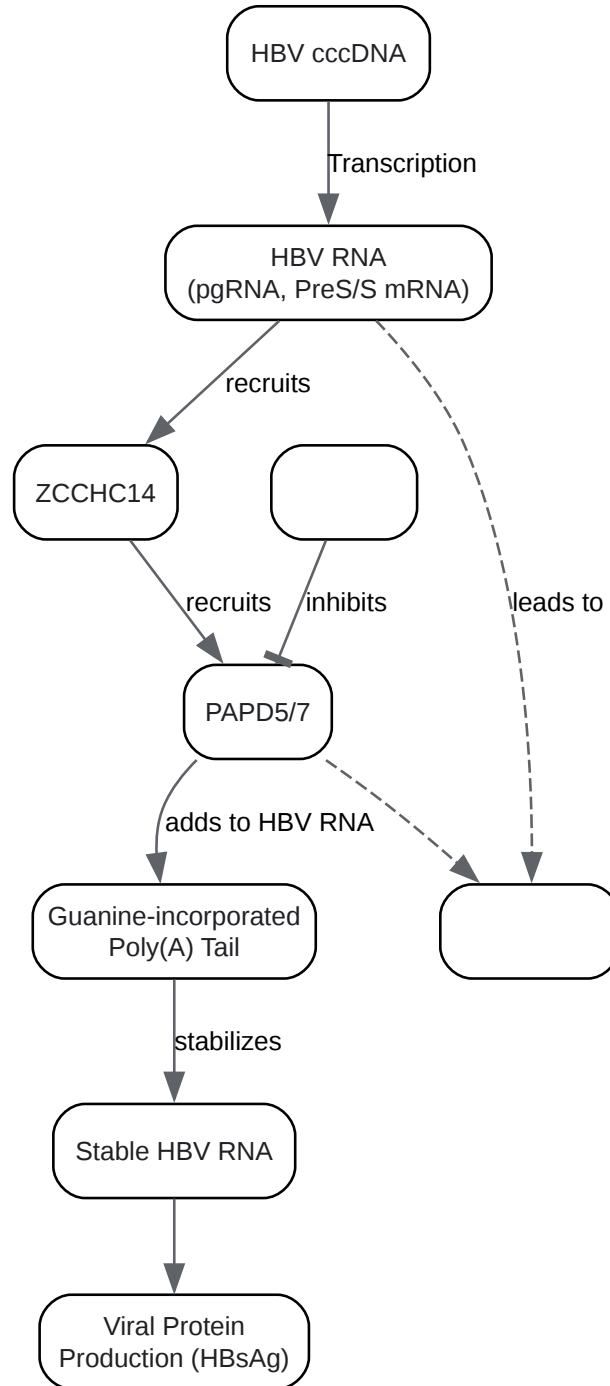 HBV cccDNA
Transcription
HBV RNA
(pgRNA, PreS/S mRNA)
recruits
ZCCHC14
recruits
inhibits
leads to
PAPD5/7
adds to HBV RNA
Guanine-incorporated
Poly(A) Tail
stabilizes
Stable HBV RNA
Viral Protein
Production (HBsAg)